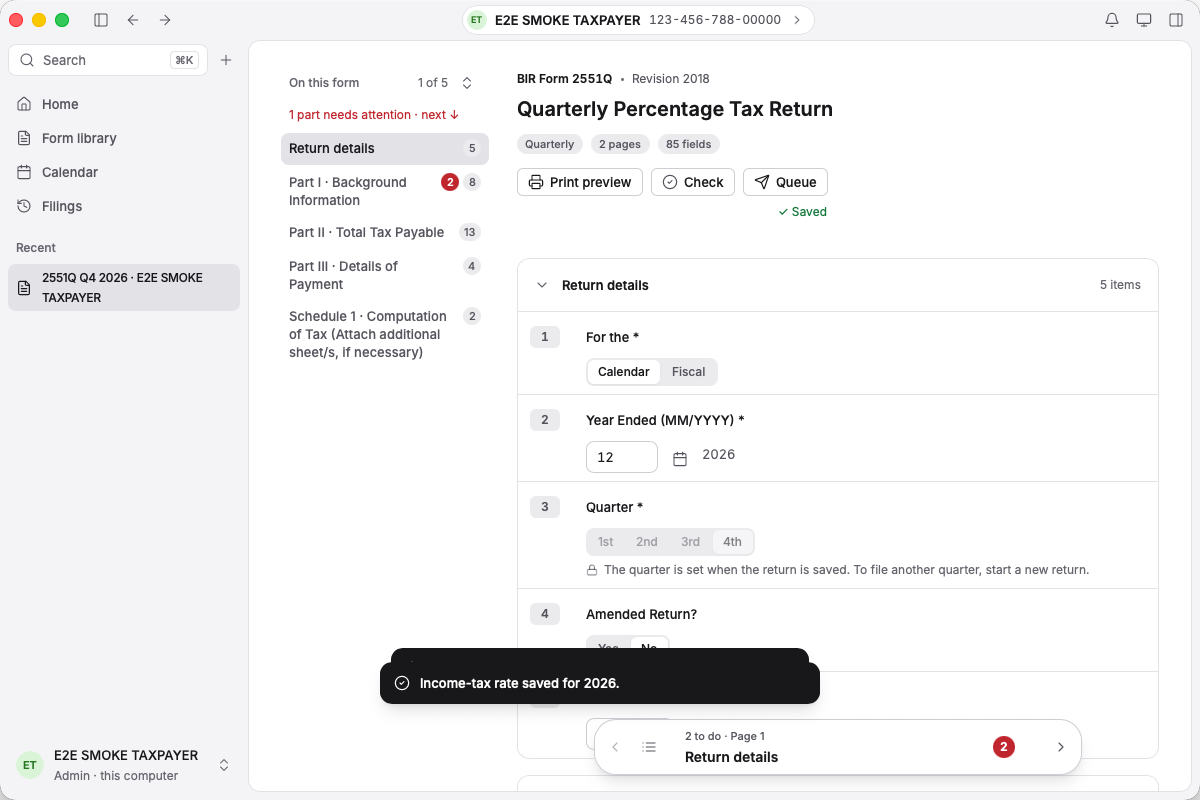 ET E2E SMOKE TAXPAYER 123-456-788-00000
Search ⌘K
Home
Form library
Calendar
Filings
Recent
2551Q Q4 2026 · E2E SMOKE
TAXPAYER
ET E2E SMOKE TAXPAYER
Admin · this computer
On this form 1 of 5
1 part needs attention · next ↓
Return details 5
Part I · Background 2 8
Information
Part II · Total Tax Payable 13
Part III · Details of 4
Payment
Schedule 1 · Computation 2
of Tax (Attach additional
sheet/s, if necessary)
BIR Form 2551Q • Revision 2018
Quarterly Percentage Tax Return
Quarterly 2 pages 85 fields
Print preview Check Queue
✓ Saved
Return details 5 items
1 For the *
Calendar Fiscal
2 Year Ended (MM/YYYY) *
12 2026
3 Quarter *
1st 2nd 3rd 4th
The quarter is set when the return is saved. To file another quarter, start a new return.
4 Amended Return?
Yes No
Income-tax rate saved for 2026.
2 to do · Page 1
Return details 2